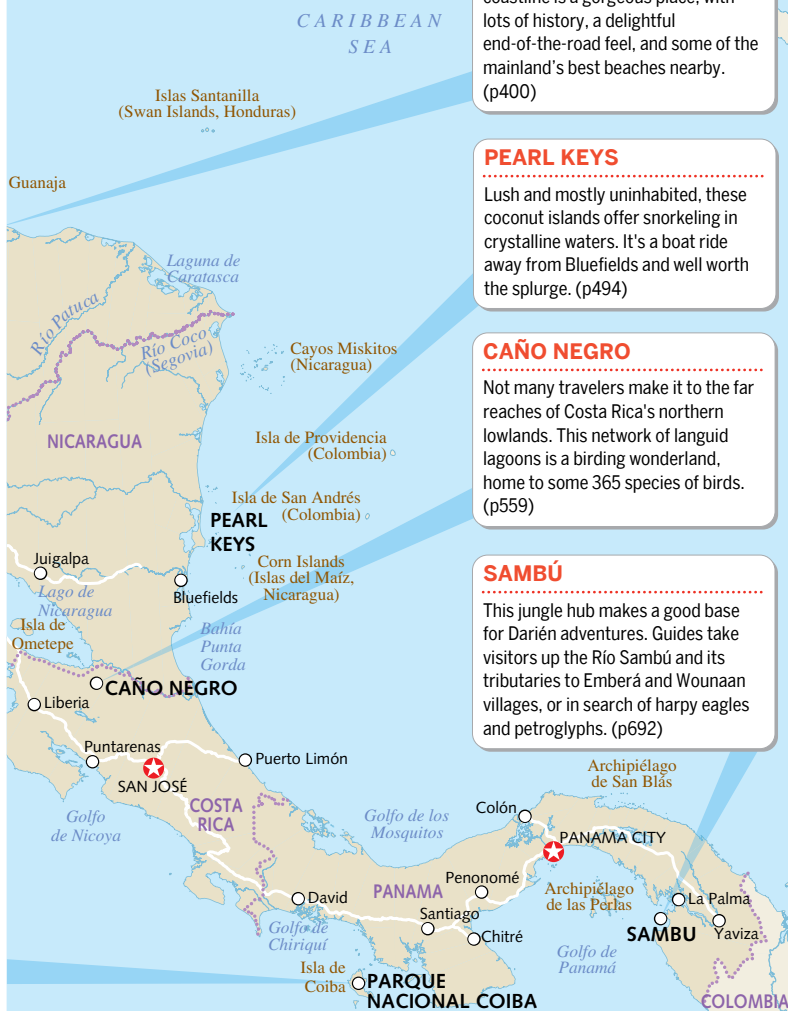 coastline is a gorgeous place, with
lots of history, a delightful
end-of-the-road feel, and some of the
mainland’s best beaches nearby.
(p400)
PEARL KEYS
Lush and mostly uninhabited, these
coconut islands offer snorkeling in
crystalline waters. It's a boat ride
away from Bluefields and well worth
the splurge. (p494)
CAÑO NEGRO
Not many travelers make it to the far
reaches of Costa Rica's northern
lowlands. This network of languid
lagoons is a birding wonderland,
home to some 365 species of birds.
(p559)
SAMBÚ
This jungle hub makes a good base
for Darién adventures. Guides take
visitors up the Río Sambú and its
tributaries to Emberá and Wounaan
villages, or in search of harpy eagles
and petroglyphs. (p692)
CARIBBEAN
SEA
Islas Santanilla
(Swan Islands, Honduras)
Guanaja
Laguna de
Caratasca
Río Patuca
Río Coco
(Segovia)
Cayos Miskitos
(Nicaragua)
NICARAGUA
Isla de Providencia
(Colombia)
Isla de San Andrés
(Colombia)
PEARL
KEYS
Corn Islands
(Islas del Maíz,
Nicaragua)
Juigalpa
Bluefields
Lago de
Nicaragua
Isla de
Ometepe
Bahía
Punta
Gorda
CAÑO NEGRO
Liberia
Puntarenas
Puerto Limón
SAN JOSÉ
COSTA
RICA
Golfo
de Nicoya
Golfo de los
Mosquitos
Archipiélago
de San Blás
Colón
PANAMA CITY
Penonomé
PANAMA
David
Santiago
Chitré
Golfo de
Chiriquí
Archipiélago
de las Perlas
La Palma
SAMBU
Yaviza
Golfo de
Panamá
Isla de
Coiba
PARQUE
NACIONAL COIBA
COLOMBIA